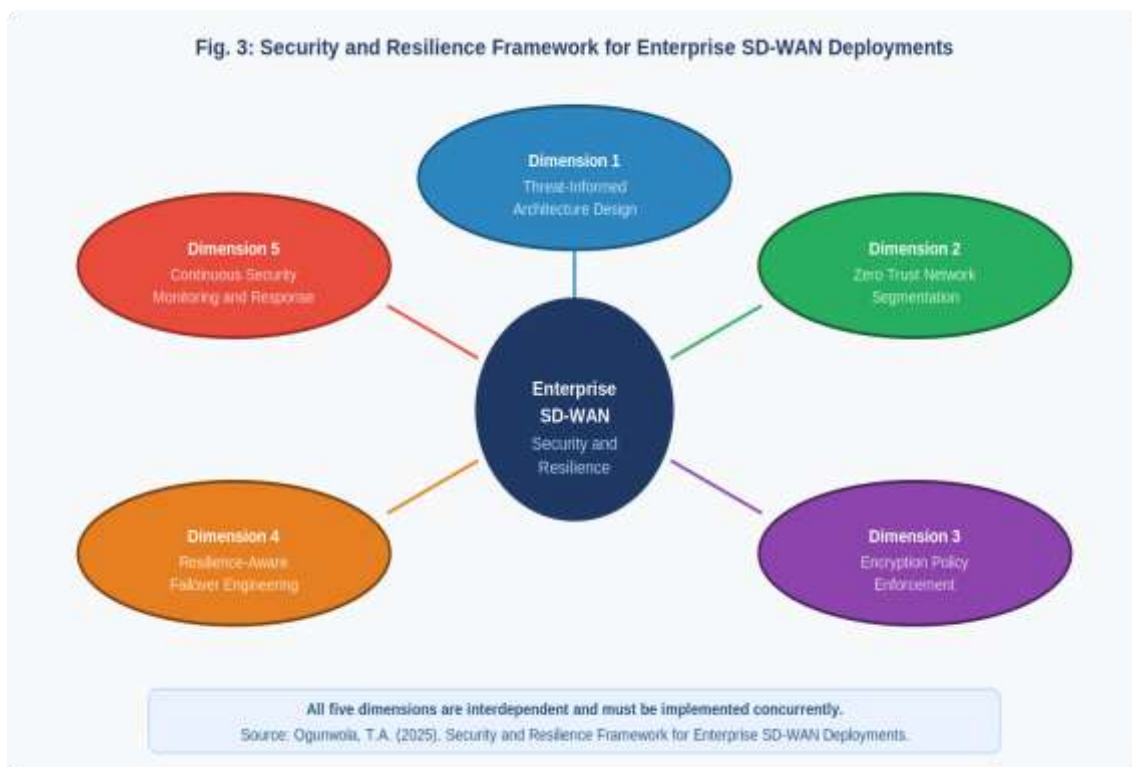 Fig. 3: Security and Resilience Framework for Enterprise SD-WAN Deployments
Dimension 1
Threat-Informed
Architecture Design
Dimension 5
Continuous Security
Monitoring and Response
Dimension 2
Zero Trust Network
Segmentation
Enterprise
SD-WAN
Security and
Resilience
Dimension 4
Resilience-Aware
Failover Engineering
Dimension 3
Encryption Policy
Enforcement
All five dimensions are interdependent and must be implemented concurrently.
Source: Ogunwola, T.A. (2025). Security and Resilience Framework for Enterprise SD-WAN Deployments.